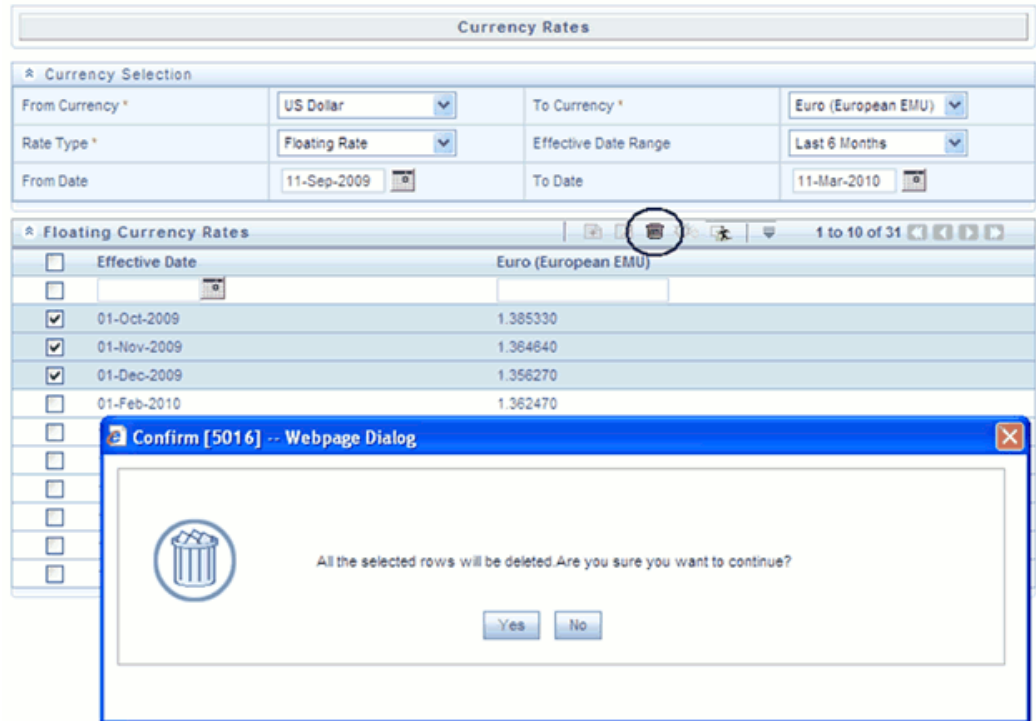 Currency Rates
Currency Selection
From Currency * US Dollar To Currency * Euro (European EMU)
Rate Type * Floating Rate Effective Date Range Last 6 Months
From Date 11-Sep-2009 To Date 11-Mar-2010
Floating Currency Rates 1 to 10 of 31
Effective Date Euro (European EMU)
01-Oct-2009 1.385330
01-Nov-2009 1.364640
01-Dec-2009 1.356270
01-Feb-2010 1.362470
Confirm [5016] -- Webpage Dialog
All the selected rows will be deleted.Are you sure you want to continue?
Yes No